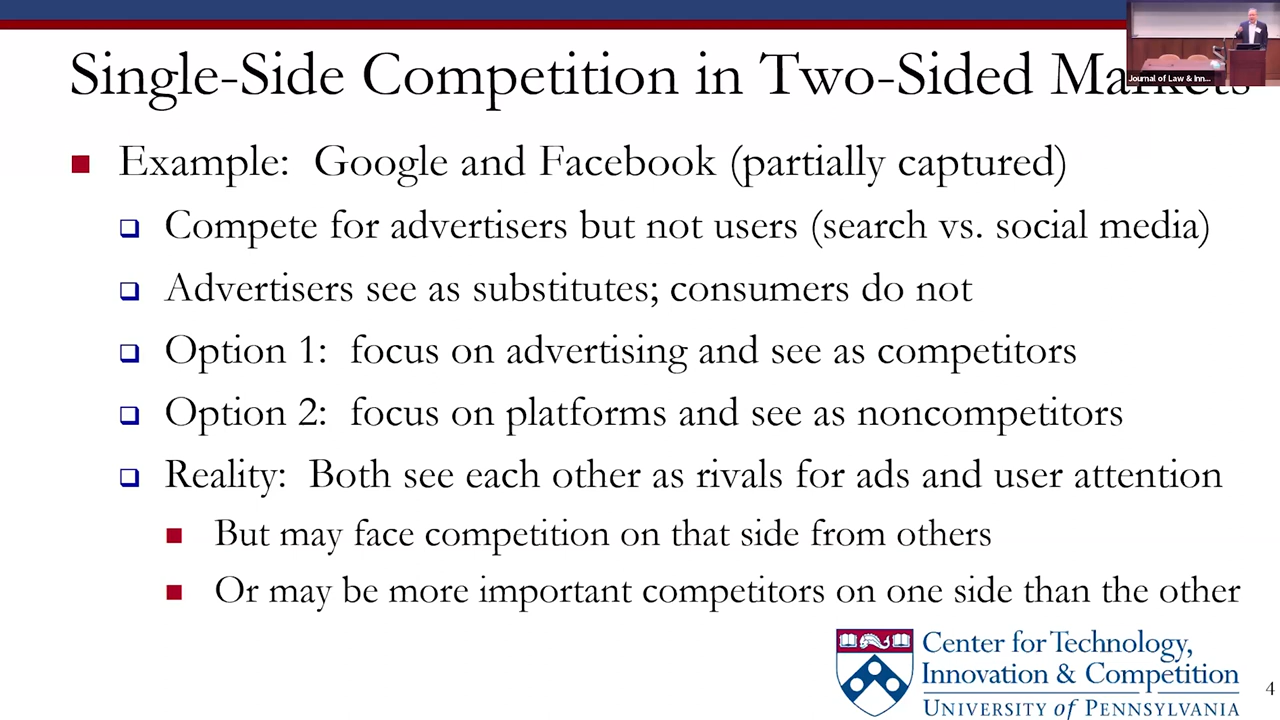 Single-Side Competition in Two-Sided Markets
Journal of Law & Inn...
Example: Google and Facebook (partially captured)
Compete for advertisers but not users (search vs. social media)
Advertisers see as substitutes; consumers do not
Option 1: focus on advertising and see as competitors
Option 2: focus on platforms and see as noncompetitors
Reality: Both see each other as rivals for ads and user attention
But may face competition on that side from others
Or may be more important competitors on one side than the other
Center for Technology,
Innovation & Competition
UNIVERSITY of PENNSYLVANIA
4